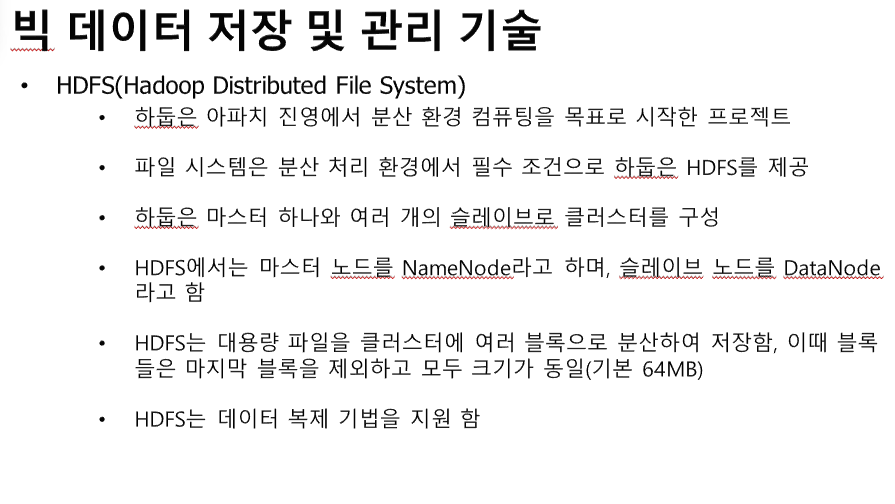 빅 데이터 저장 및 관리 기술
• HDFS(Hadoop Distributed File System)
• 하둡은 아파치 진영에서 분산 환경 컴퓨팅을 목표로 시작한 프로젝트
• 파일 시스템은 분산 처리 환경에서 필수 조건으로 하둡은 HDFS를 제공
• 하둡은 마스터 하나와 여러 개의 슬레이브로 클러스터를 구성
• HDFS에서는 마스터 노드를 NameNode라고 하며, 슬레이브 노드를 DataNode
라고 함
• HDFS는 대용량 파일을 클러스터에 여러 블록으로 분산하여 저장함, 이때 블록
들은 마지막 블록을 제외하고 모두 크기가 동일(기본 64MB)
• HDFS는 데이터 복제 기법을 지원 함